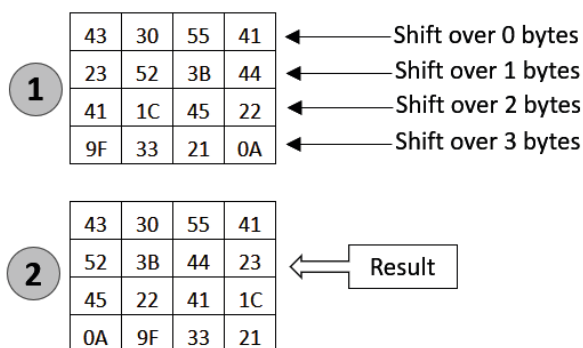 43 30 55 41 Shift over 0 bytes
1 23 52 3B 44 Shift over 1 bytes
41 1C 45 22 Shift over 2 bytes
9F 33 21 0A Shift over 3 bytes
43 30 55 41
2 52 3B 44 23 Result
45 22 41 1C
0A 9F 33 21